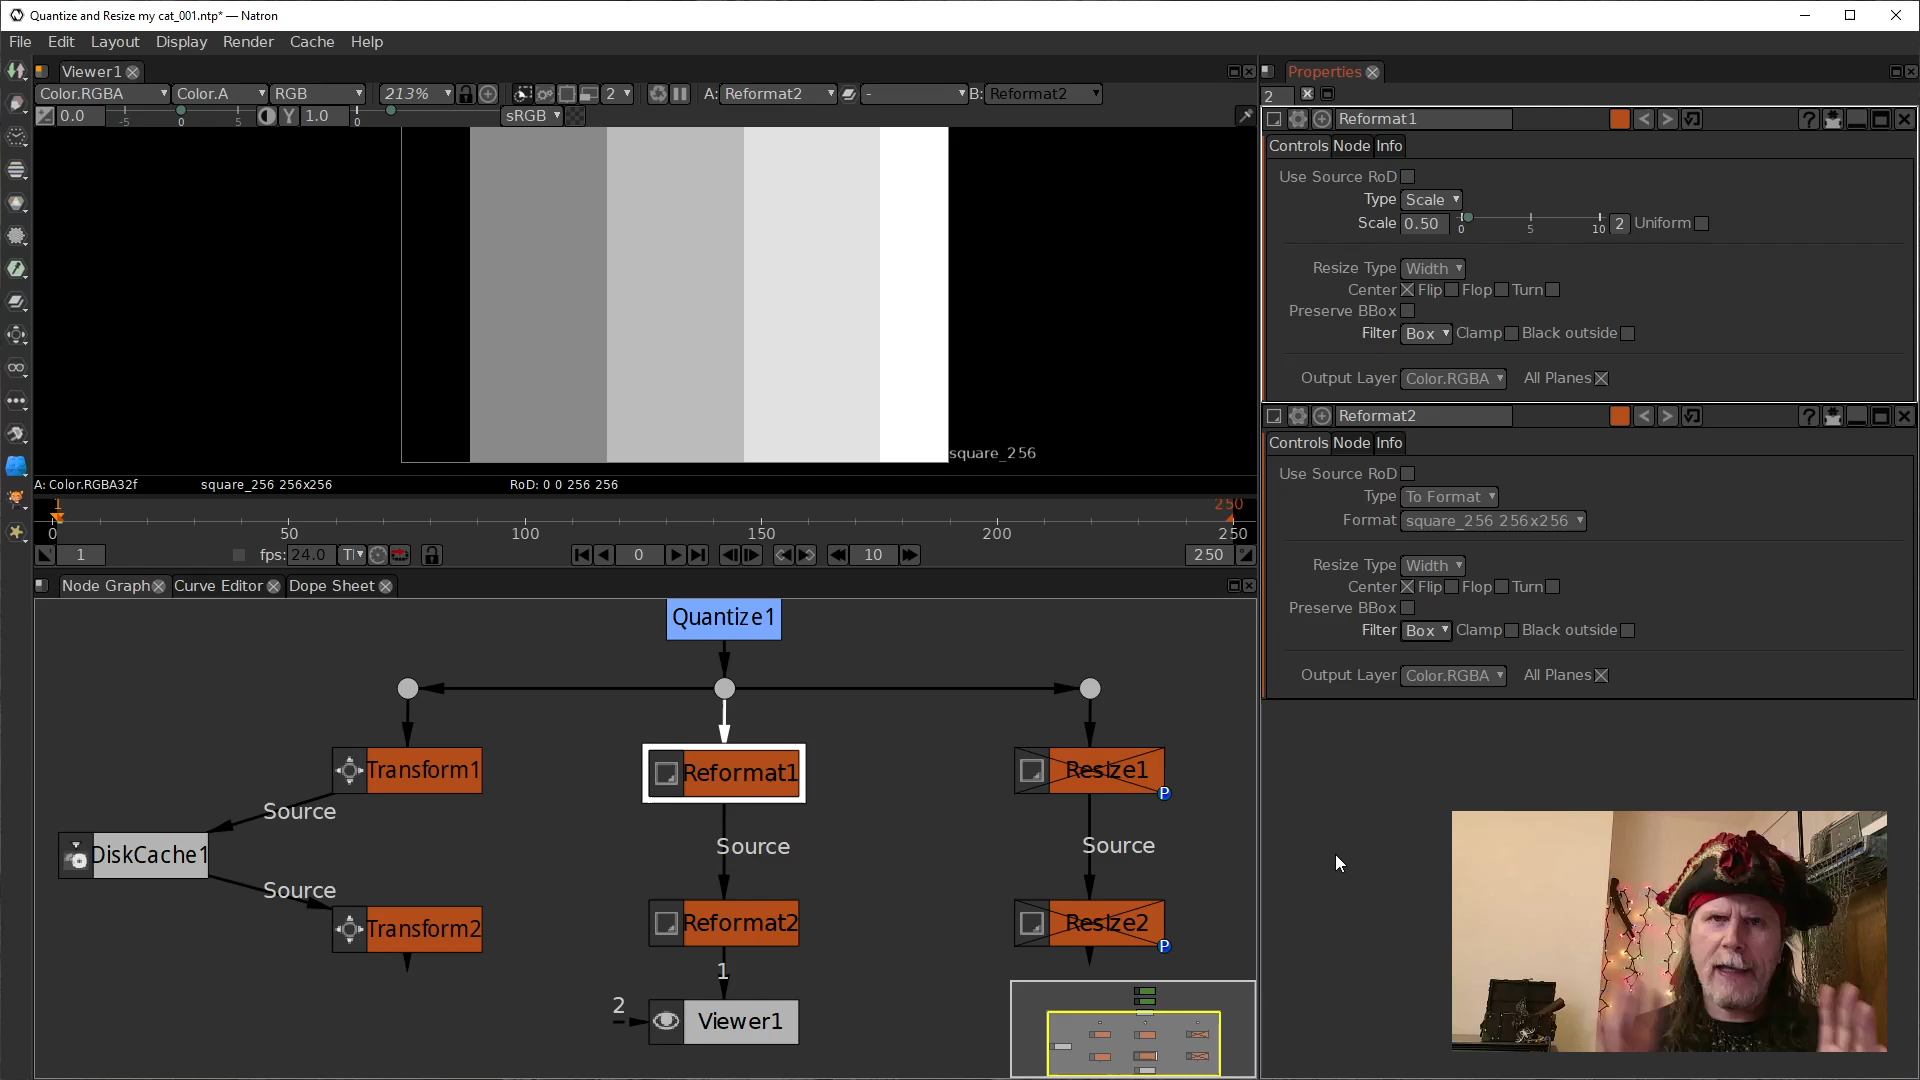 Quantize and Resize my cat_001.ntp* — Natron
File Edit Layout Display Render Cache Help
Viewer1
Properties
Color.RGBA Color.A RGB 213% 2 A: Reformat2 - B: Reformat2
2
0.0 -5 0 5 Y 1.0 0 sRGB
Reformat1
Controls Node Info
Use Source RoD
Type Scale
Scale 0.50 0 5 10 2 Uniform
Resize Type Width
Center Flip Flop Turn
Preserve BBox
Filter Box Clamp Black outside
Output Layer Color.RGBA All Planes
Reformat2
Controls Node Info
Use Source RoD
Type To Format
Format square_256 256x256
Resize Type Width
Center Flip Flop Turn
Preserve BBox
Filter Box Clamp Black outside
Output Layer Color.RGBA All Planes
square_256
A: Color.RGBA32f square_256 256x256 RoD: 0 0 256 256
1 250
0 50 100 150 200 250
1 fps: 24.0 0 10 250
Node Graph Curve Editor Dope Sheet
Quantize1
Transform1 Reformat1 Resize1
P
Source
DiskCache1 Source Source
Source
Transform2 Reformat2 Resize2
P
1
2 Viewer1